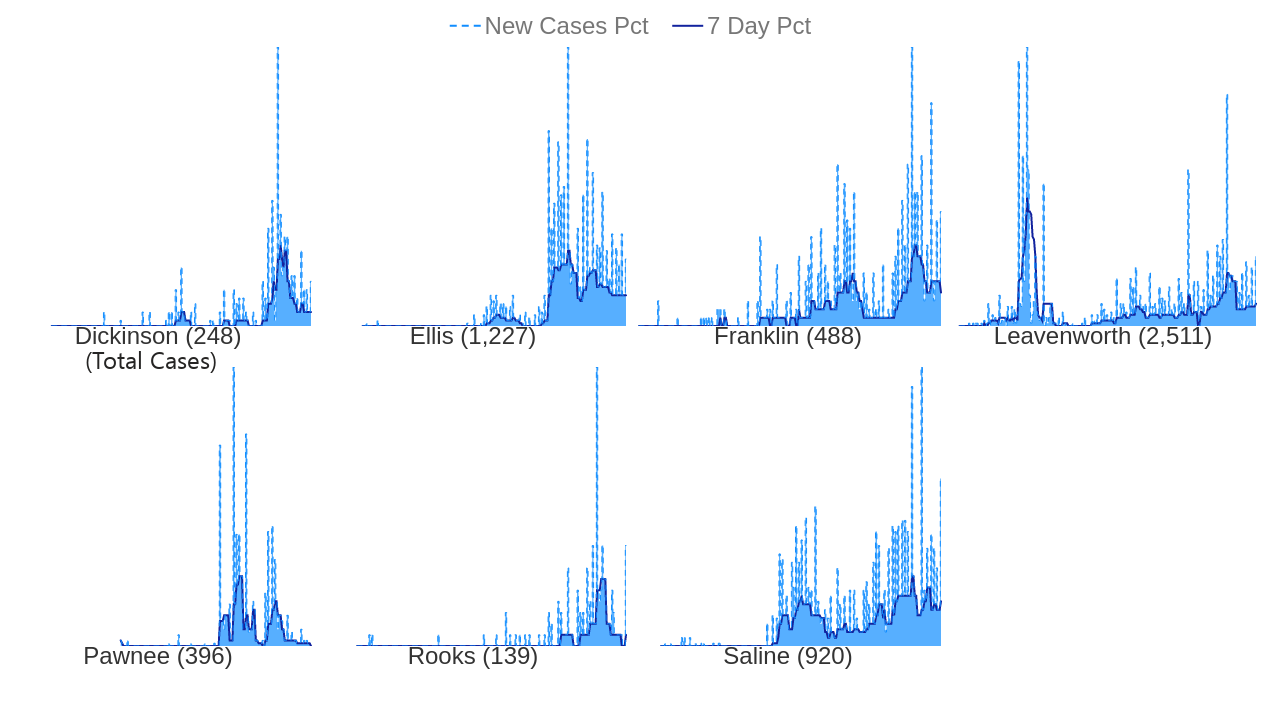 New Cases Pct 7 Day Pct
Dickinson (248) Ellis (1,227) Franklin (488) Leavenworth (2,511)
(Total Cases)
Pawnee (396) Rooks (139) Saline (920)